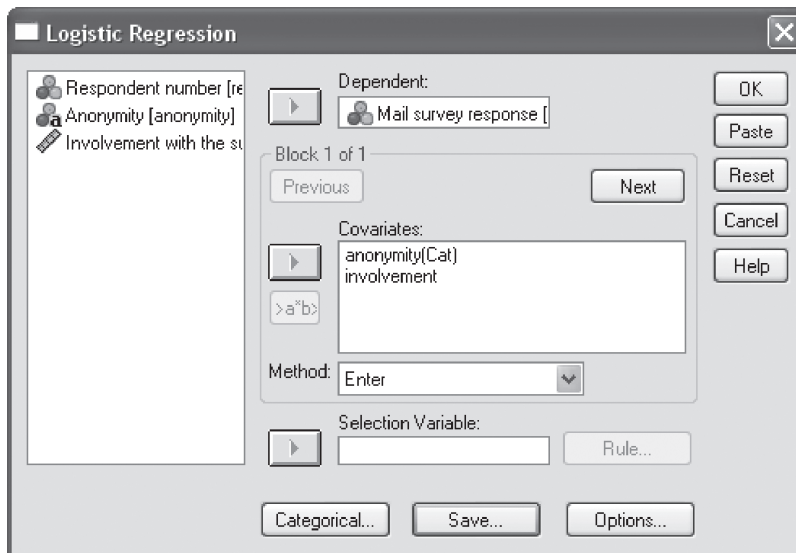 Logistic Regression
Respondent number [re
Anonymity [anonymity]
Involvement with the su
Dependent:
Mail survey response [
Block 1 of 1
Previous
Next
Covariates:
anonymity(Cat)
involvement
>a*b>
Method:
Enter
Selection Variable:
Rule...
Categorical...
Save...
Options...
OK
Paste
Reset
Cancel
Help